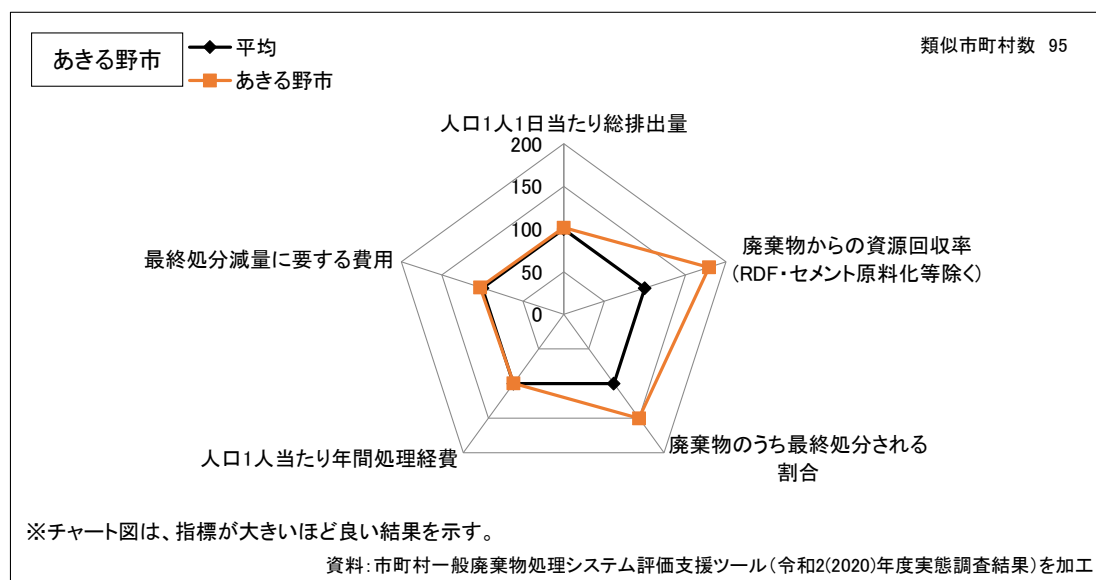 あきる野市
平均
あきる野市
類似市町村数 95
人口1人1日当たり総排出量
200
150
100
50
0
廃棄物からの資源回収率
(RDF・セメント原料化等除く)
最終処分減量に要する費用
人口1人当たり年間処理経費
廃棄物のうち最終処分される
割合
※チャート図は、指標が大きいほど良い結果を示す。
資料:市町村一般廃棄物処理システム評価支援ツール(令和2(2020)年度実態調査結果)を加工